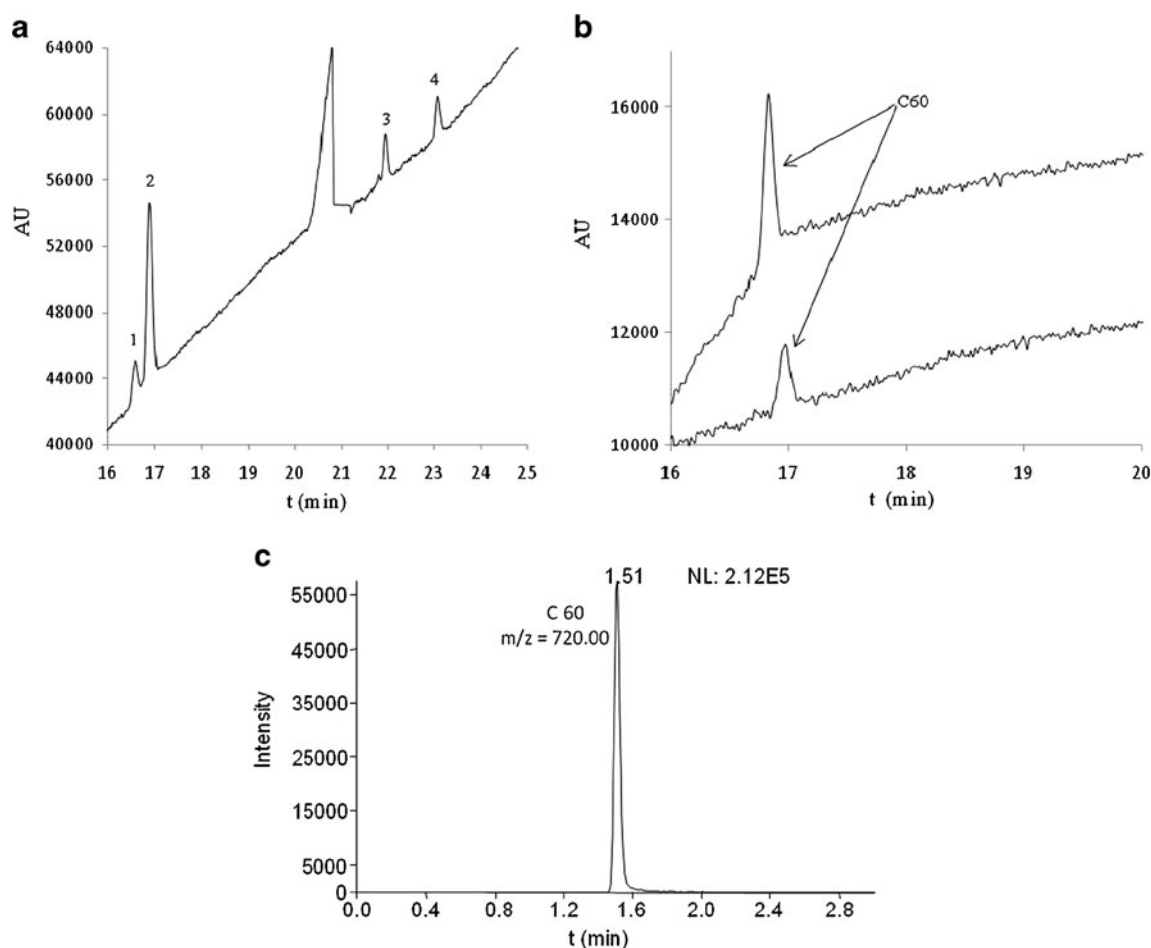 a
64000
60000
56000
52000
48000
44000
40000
AU
1
2
3
4
16 17 18 19 20 21 22 23 24 25
t (min)
b
16000
14000
12000
10000
AU
C60
16 17 18 19 20
t (min)
c
1.51 NL: 2.12E5
C 60
m/z = 720.00
55000
45000
35000
25000
15000
5000
0
Intensity
0.0 0.4 0.8 1.2 1.6 2.0 2.4 2.8
t (min)